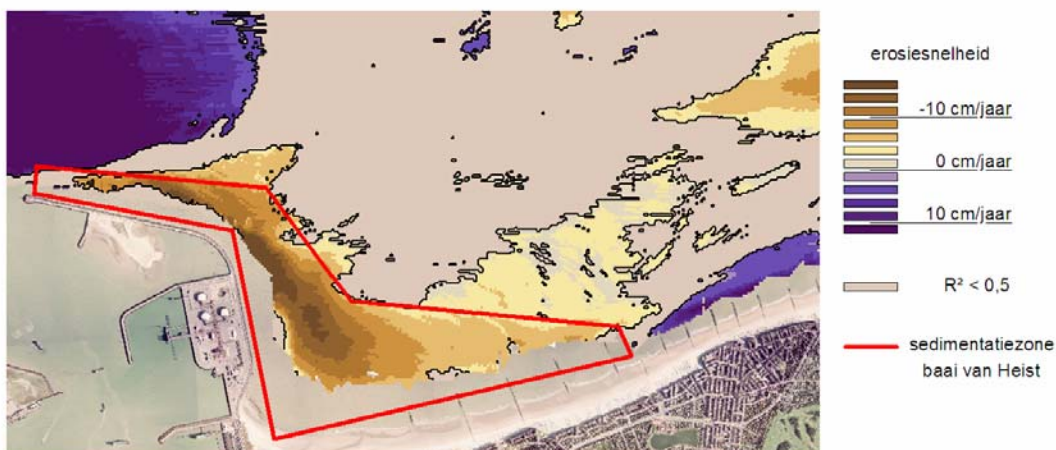 erosiesnelheid
-10 cm/jaar
0 cm/jaar
10 cm/jaar
R² < 0,5
sedimentatiezone
baai van Heist